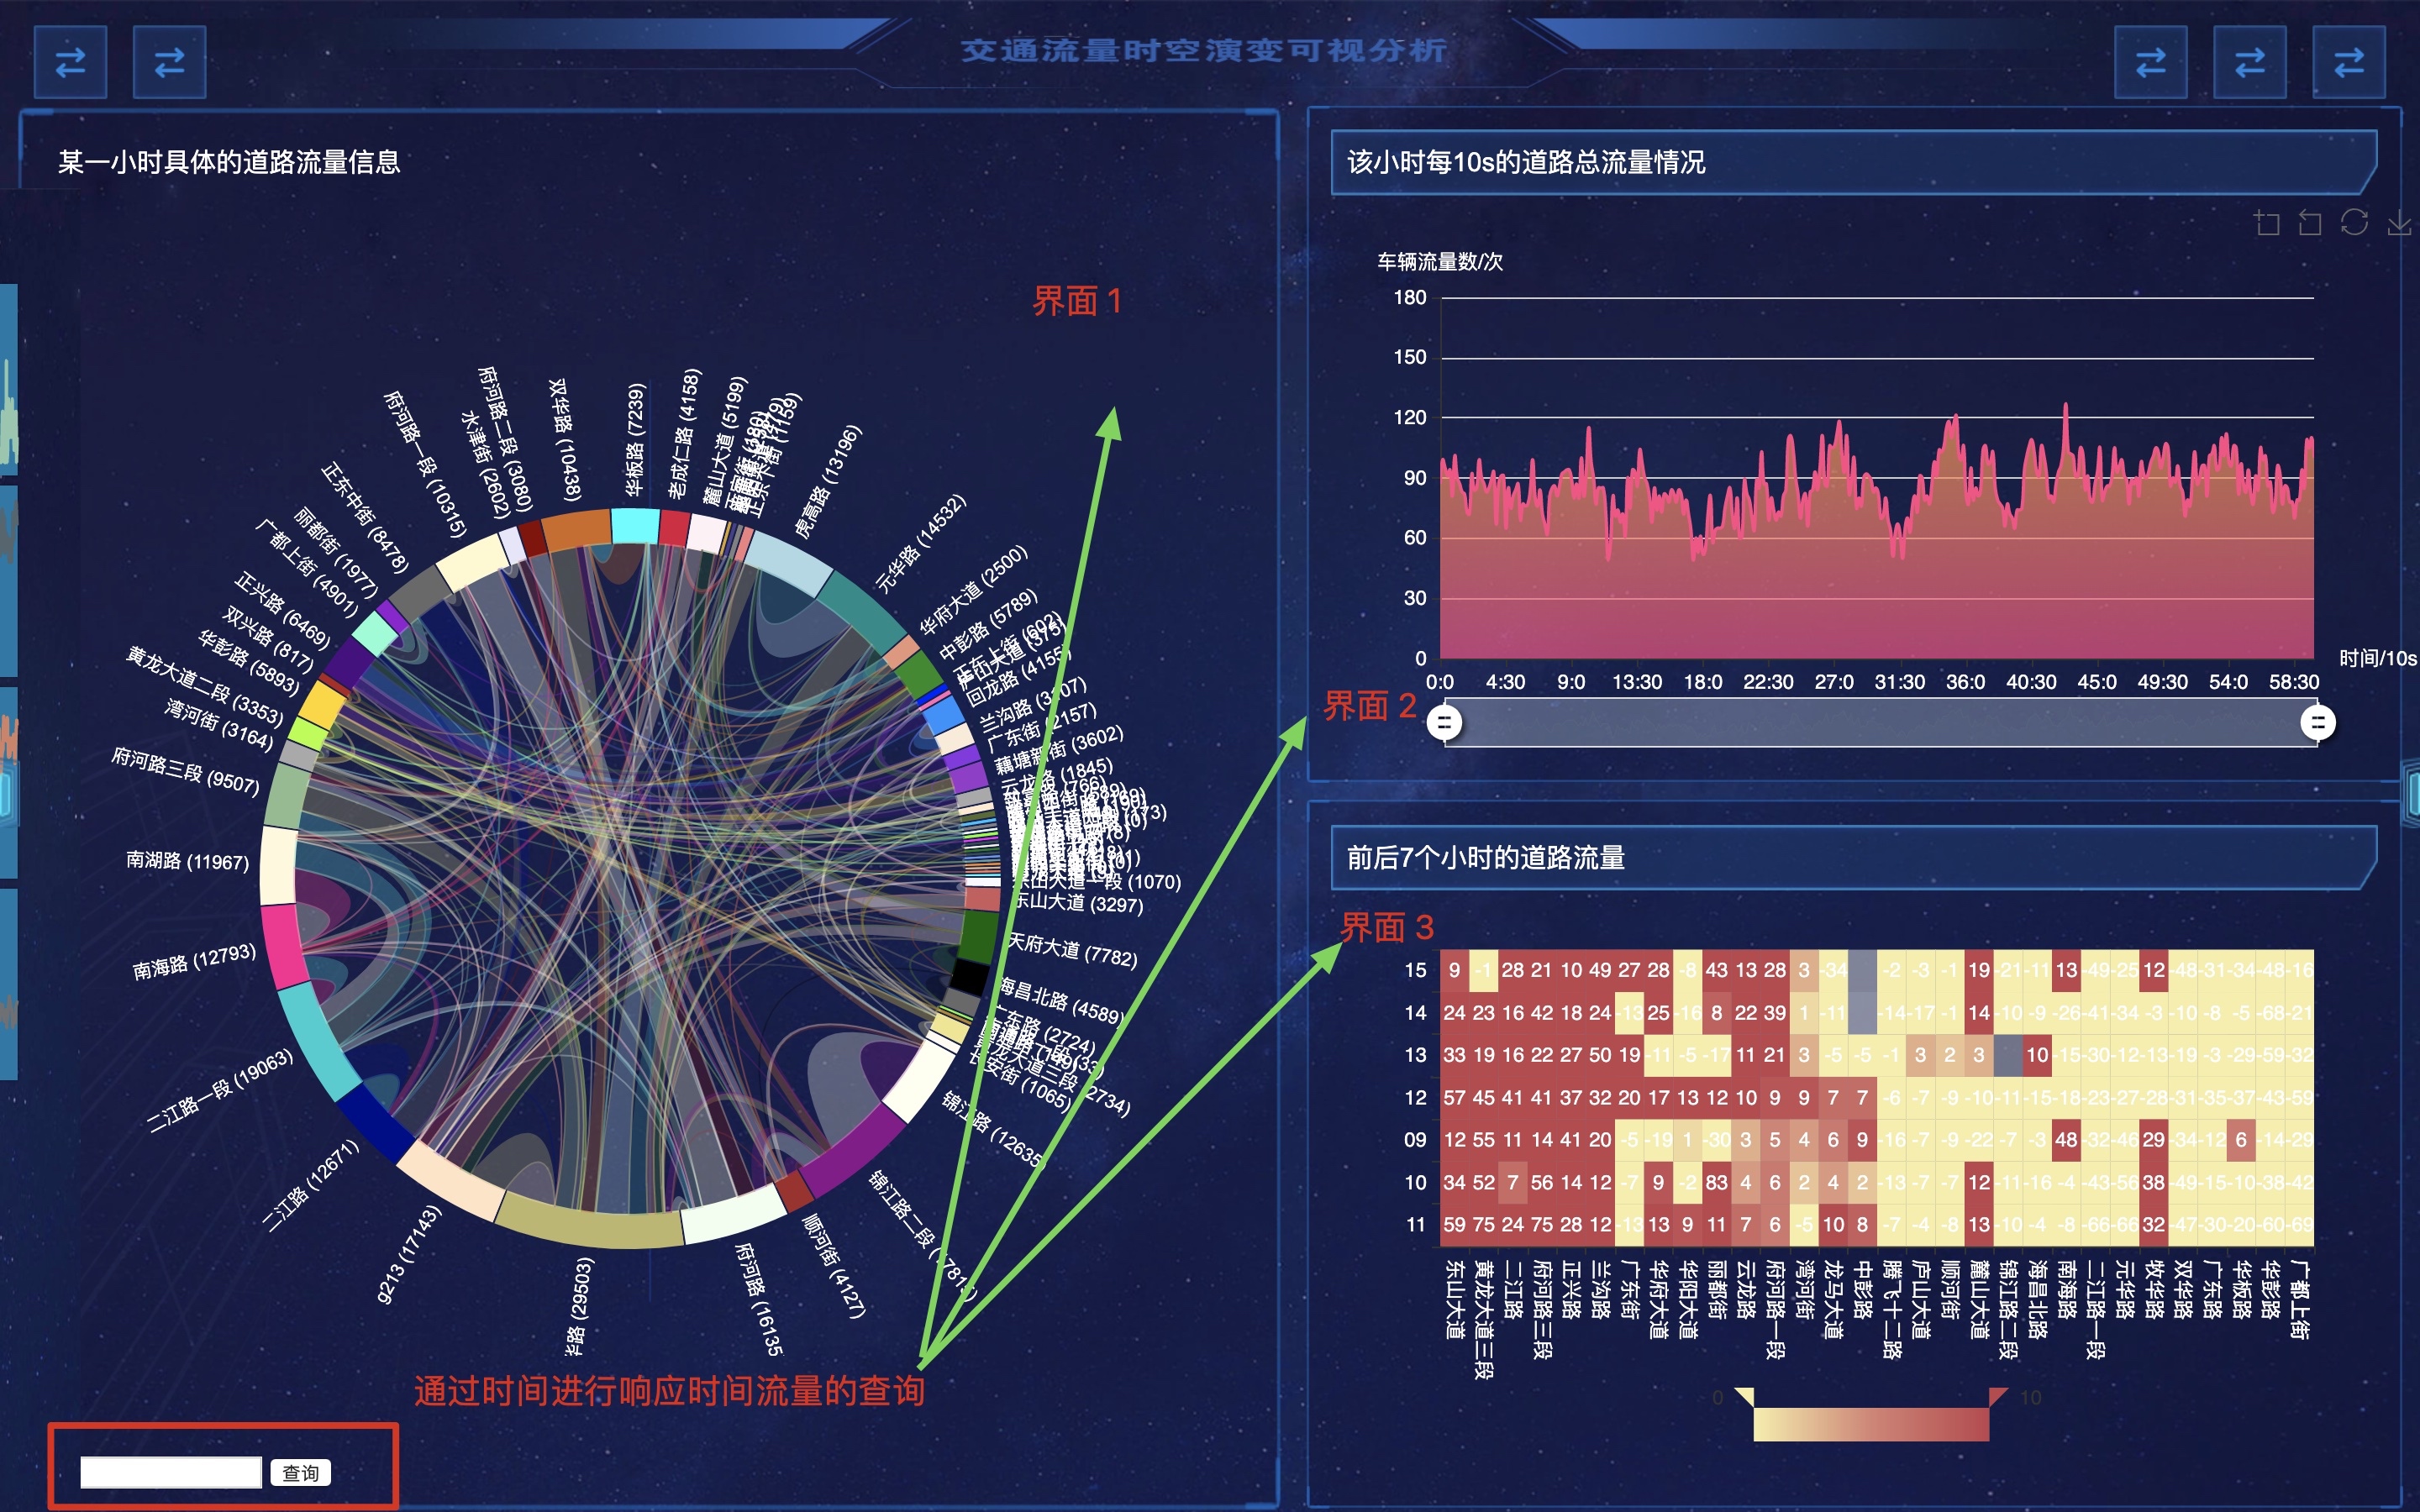 交通流量时空演变可视分析
某一小时具体的道路流量信息
界面 1
府河路一段 (10315)
水津街 (2602)
府河路二段 (3080)
双华路 (10438)
华板路 (7239)
老成仁路 (4158)
麓山大道 (5199)
虎高路 (13196)
元华路 (14532)
华府大道 (2500)
中彭路 (5789)
回龙路 (4155)
广东街 (2157)
藕塘新街 (3602)
云龙路 (1845)
东山大道 (3297)
天府大道 (7782)
海昌北路 (4589)
广东路 (2724)
长安街 (1065)
锦江路 (12635)
锦江路二段
顺河街 (4127)
府河路 (16135
华路 (29503)
g213 (17143)
二江路 (12671)
二江路一段 (19063)
南海路 (12793)
南湖路 (11967)
府河路三段 (9507)
湾河街 (3164)
黄龙大道二段 (3353)
华彭路 (5893)
双兴路 (817)
正兴路 (6469)
广都上街 (4901)
丽都街 (1977)
正东中街 (8478)
通过时间进行响应时间流量的查询
查询
该小时每10s的道路总流量情况
车辆流量数/次
180
150
120
90
60
30
0
时间/10s
0:0 4:30 9:0 13:30 18:0 22:30 27:0 31:30 36:0 40:30 45:0 49:30 54:0 58:30
界面 2
前后7个小时的道路流量
界面 3
15 9 -1 28 21 10 49 27 28 -8 43 13 28 3 -34 -2 -3 -1 19 -21 -11 13 -49 -25 12 -48 -31 -34 -48 -16
14 24 23 16 42 18 24 -13 25 -16 8 22 39 1 -11 -14 -17 -1 14 -10 -9 -26 -41 -34 -3 -10 -8 -5 -68 -21
13 33 19 16 22 27 50 19 -11 -5 -17 11 21 3 -5 -5 -1 3 2 3 10 -15 -30 -12 -13 -19 -3 -29 -59 -32
12 57 45 41 41 37 32 20 17 13 12 10 9 9 7 7 -6 -7 -9 -10 -11 -15 -18 -23 -27 -28 -31 -35 -37 -43 -59
09 12 55 11 14 41 20 -5 -19 1 -30 3 5 4 6 9 -16 -7 -9 -22 -7 -3 48 -32 -46 29 -34 -12 6 -14 -29
10 34 52 7 56 14 12 -7 9 -2 83 4 6 2 4 2 -13 -7 -7 12 -11 -16 -4 -43 -56 38 -49 -15 -10 -38 -42
11 59 75 24 75 28 12 -13 13 9 11 7 6 -5 10 8 -7 -4 -8 13 -10 -4 -8 -66 -66 32 -47 -30 -20 -60 -69
东山大道
黄龙大道三段
二江路
府河路三段
正兴路
兰沟路
广东街
华府大道
华阳大道
丽都街
云龙路
府河路一段
湾河街
龙马大道
中彭路
腾飞十二路
庐山大道
顺河街
麓山大道
锦江路二段
海昌北路
南海路
二江路一段
元华路
牧华路
双华路
广东路
华板路
华彭路
广都上街
0 10